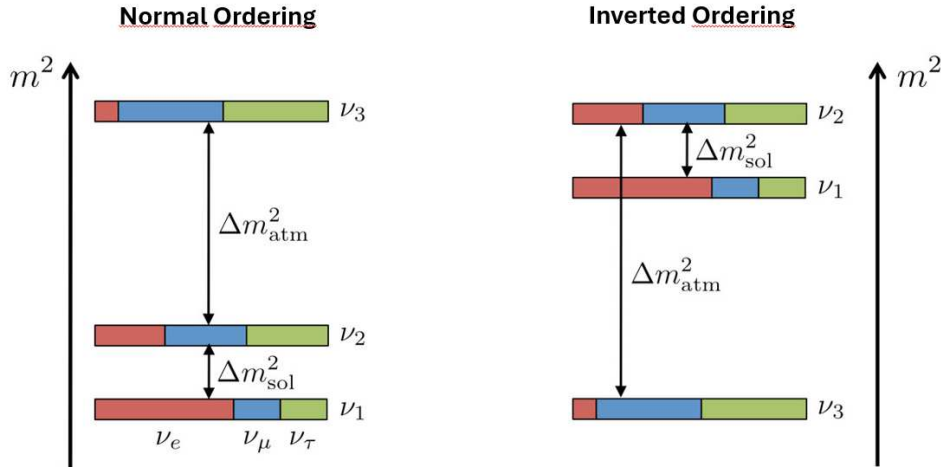 Normal Ordering
m²
ν₃
Δm²atm
ν₂
Δm²sol
ν₁
νe νμ ντ
Inverted Ordering
m²
ν₂
Δm²sol
ν₁
Δm²atm
ν₃